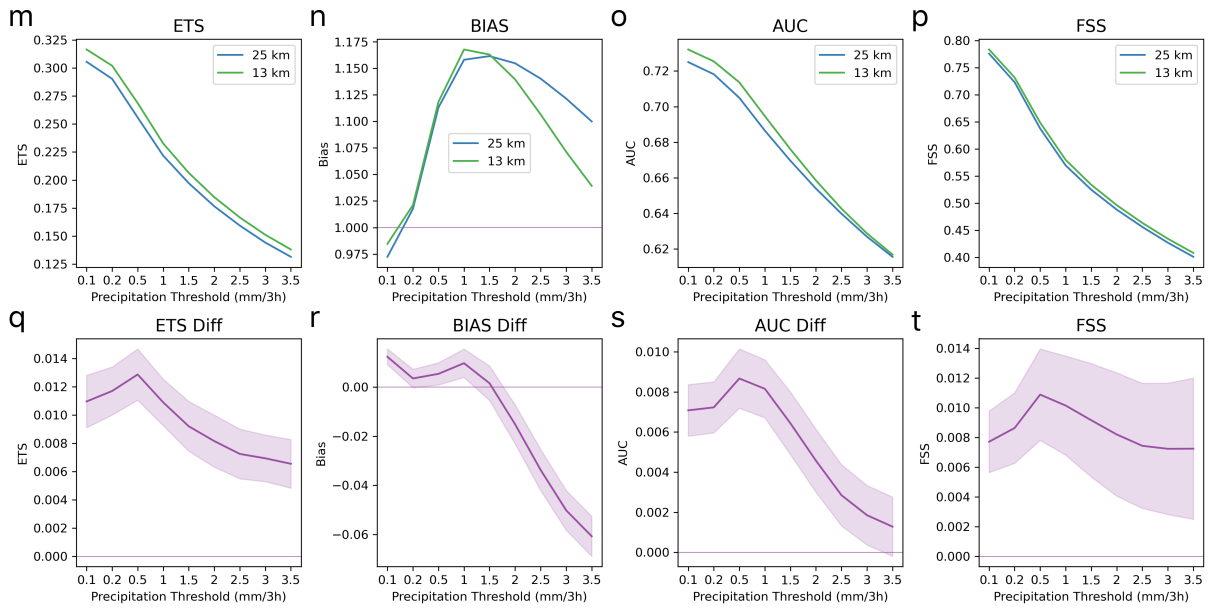 m
ETS
0.325
0.300
0.275
0.250
0.225
0.200
0.175
0.150
0.125
ETS
25 km
13 km
0.1 0.2 0.5 1 1.5 2 2.5 3 3.5
Precipitation Threshold (mm/3h)
n
BIAS
1.175
1.150
1.125
1.100
1.075
1.050
1.025
1.000
0.975
Bias
25 km
13 km
0.1 0.2 0.5 1 1.5 2 2.5 3 3.5
Precipitation Threshold (mm/3h)
o
AUC
0.72
0.70
0.68
0.66
0.64
0.62
AUC
25 km
13 km
0.1 0.2 0.5 1 1.5 2 2.5 3 3.5
Precipitation Threshold (mm/3h)
p
FSS
0.80
0.75
0.70
0.65
0.60
0.55
0.50
0.45
0.40
FSS
25 km
13 km
0.1 0.2 0.5 1 1.5 2 2.5 3 3.5
Precipitation Threshold (mm/3h)
q
ETS Diff
0.014
0.012
0.010
0.008
0.006
0.004
0.002
0.000
ETS
0.1 0.2 0.5 1 1.5 2 2.5 3 3.5
Precipitation Threshold (mm/3h)
r
BIAS Diff
0.00
−0.02
−0.04
−0.06
Bias
0.1 0.2 0.5 1 1.5 2 2.5 3 3.5
Precipitation Threshold (mm/3h)
s
AUC Diff
0.010
0.008
0.006
0.004
0.002
0.000
AUC
0.1 0.2 0.5 1 1.5 2 2.5 3 3.5
Precipitation Threshold (mm/3h)
t
FSS
0.014
0.012
0.010
0.008
0.006
0.004
0.002
0.000
FSS
0.1 0.2 0.5 1 1.5 2 2.5 3 3.5
Precipitation Threshold (mm/3h)